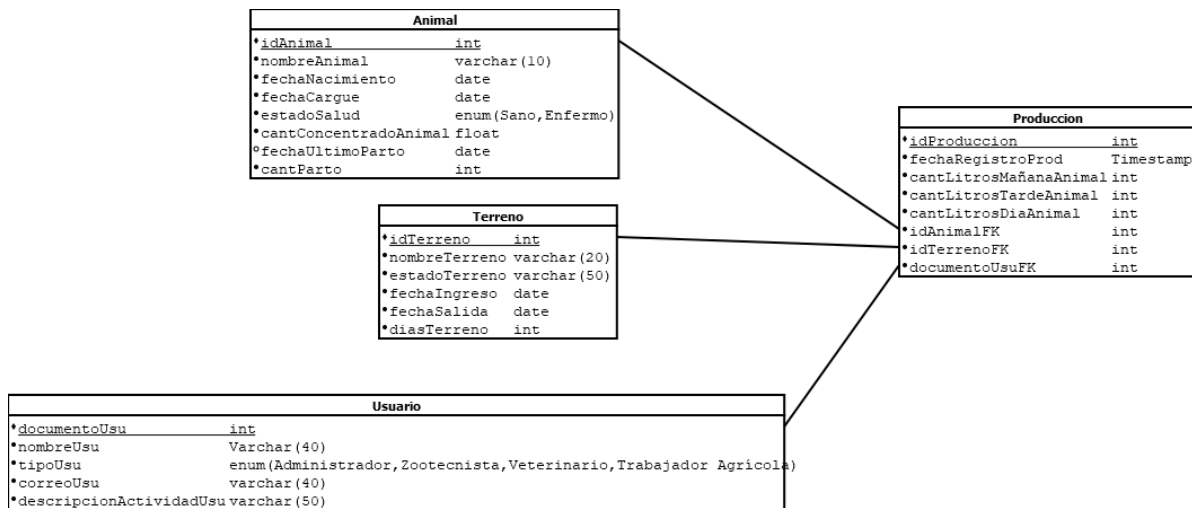 Animal
idAnimal int
nombreAnimal varchar(10)
fechaNacimiento date
fechaCargue date
estadoSalud enum(Sano,Enfermo)
cantConcentradoAnimal float
fechaUltimoParto date
cantParto int
Produccion
idProduccion int
fechaRegistroProd Timestamp
cantLitrosMañanaAnimal int
cantLitrosTardeAnimal int
cantLitrosDiaAnimal int
idAnimalFK int
idTerrenoFK int
documentoUsuFK int
Terreno
idTerreno int
nombreTerreno varchar(20)
estadoTerreno varchar(50)
fechaIngreso date
fechaSalida date
diasTerreno int
Usuario
documentoUsu int
nombreUsu Varchar(40)
tipoUsu enum(Administrador,Zootecnista,Veterinario,Trabajador Agrícola)
correoUsu varchar(40)
descripcionActividadUsu varchar(50)